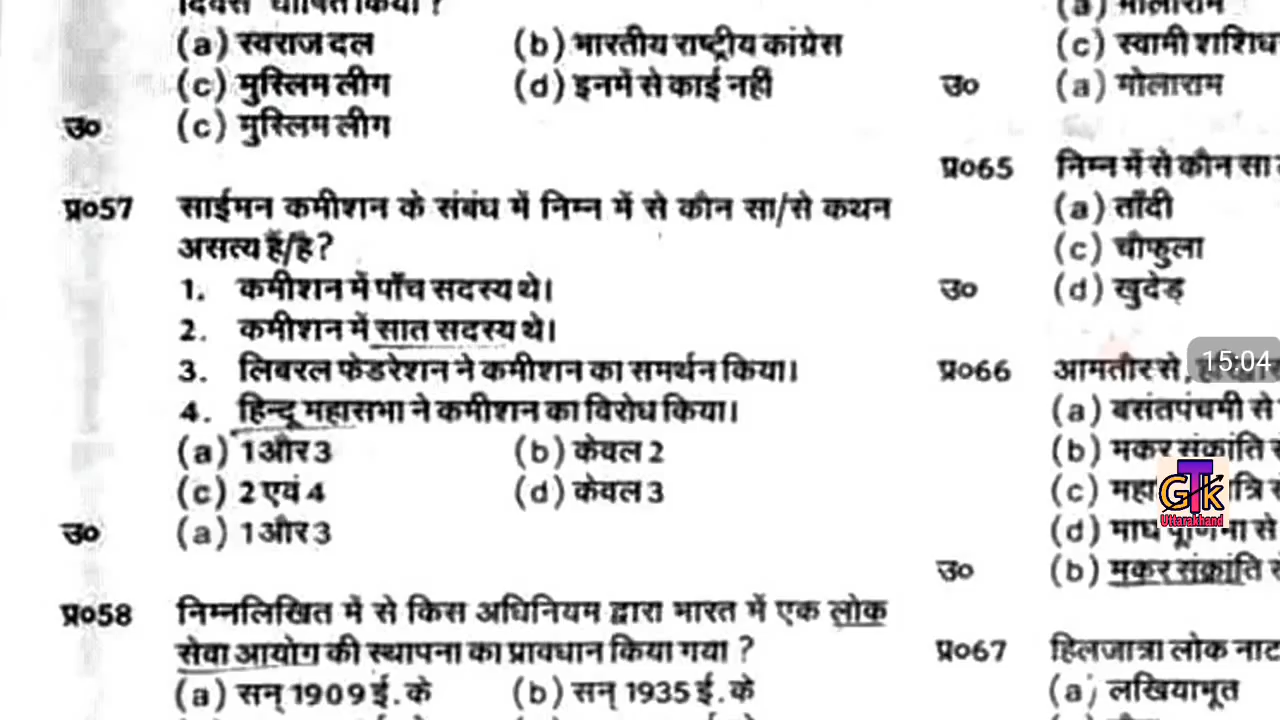 दिवस घोषित किया ?
(a) स्वराज दल (b) भारतीय राष्ट्रीय कांग्रेस
(c) मुस्लिम लीग (d) इनमें से काई नहीं
उ० (c) मुस्लिम लीग
प्र०57 साईमन कमीशन के संबंध में निम्न में से कौन सा/से कथन
असत्य हैं/है?
1. कमीशन में पाँच सदस्य थे।
2. कमीशन में सात सदस्य थे।
3. लिबरल फेडरेशन ने कमीशन का समर्थन किया।
4. हिन्दू महासभा ने कमीशन का विरोध किया।
(a) 1और 3 (b) केवल 2
(c) 2 एवं 4 (d) केवल 3
उ० (a) 1और 3
प्र०58 निम्नलिखित में से किस अधिनियम द्वारा भारत में एक लोक
सेवा आयोग की स्थापना का प्रावधान किया गया ?
(a) सन् 1909 ई. के (b) सन् 1935 ई. के
(a) मोलाराम
(c) स्वामी
उ० (a) मोलाराम
प्र०65 निम्न में से कौन सा
(a) ताँदी
(c) चौफुला
उ० (d) खुदेड़
प्र०66 आमतौर से,
(a) बसंतपंचमी से
(b) मकर संक्रांति
(c) महा
(d) माघ पूर्णिमा से
उ० (b) मकर संक्रांति
प्र०67 हिलजात्रा लोक
(a) लखियाभूत
15:04
GTK
Uttarakhand